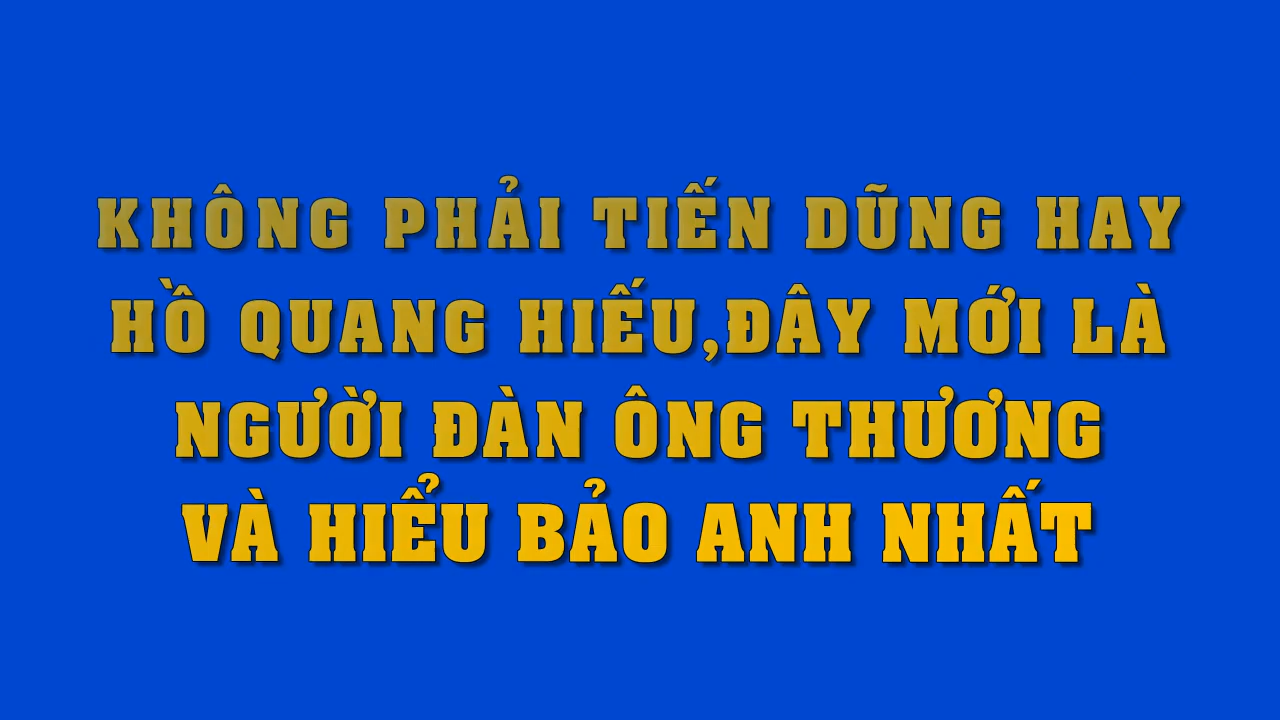 KHÔNG PHẢI TIẾN DŨNG HAY
HỒ QUANG HIẾU,ĐÂY MỚI LÀ
NGƯỜI ĐÀN ÔNG THƯƠNG
VÀ HIỂU BẢO ANH NHẤT